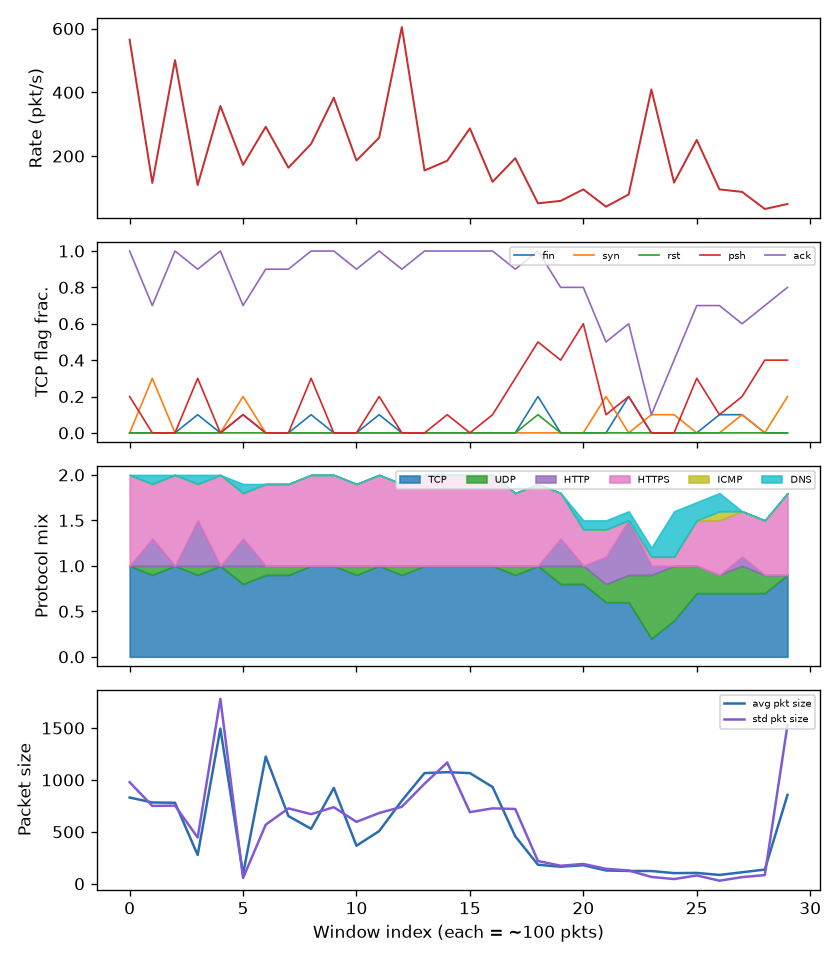 Rate (pkt/s)
600
400
200
TCP flag frac.
1.0
0.8
0.6
0.4
0.2
0.0
fin syn rst psh ack
Protocol mix
2.0
1.5
1.0
0.5
0.0
TCP UDP HTTP HTTPS ICMP DNS
Packet size
1500
1000
500
0
avg pkt size
std pkt size
0 5 10 15 20 25 30
Window index (each = ~100 pkts)